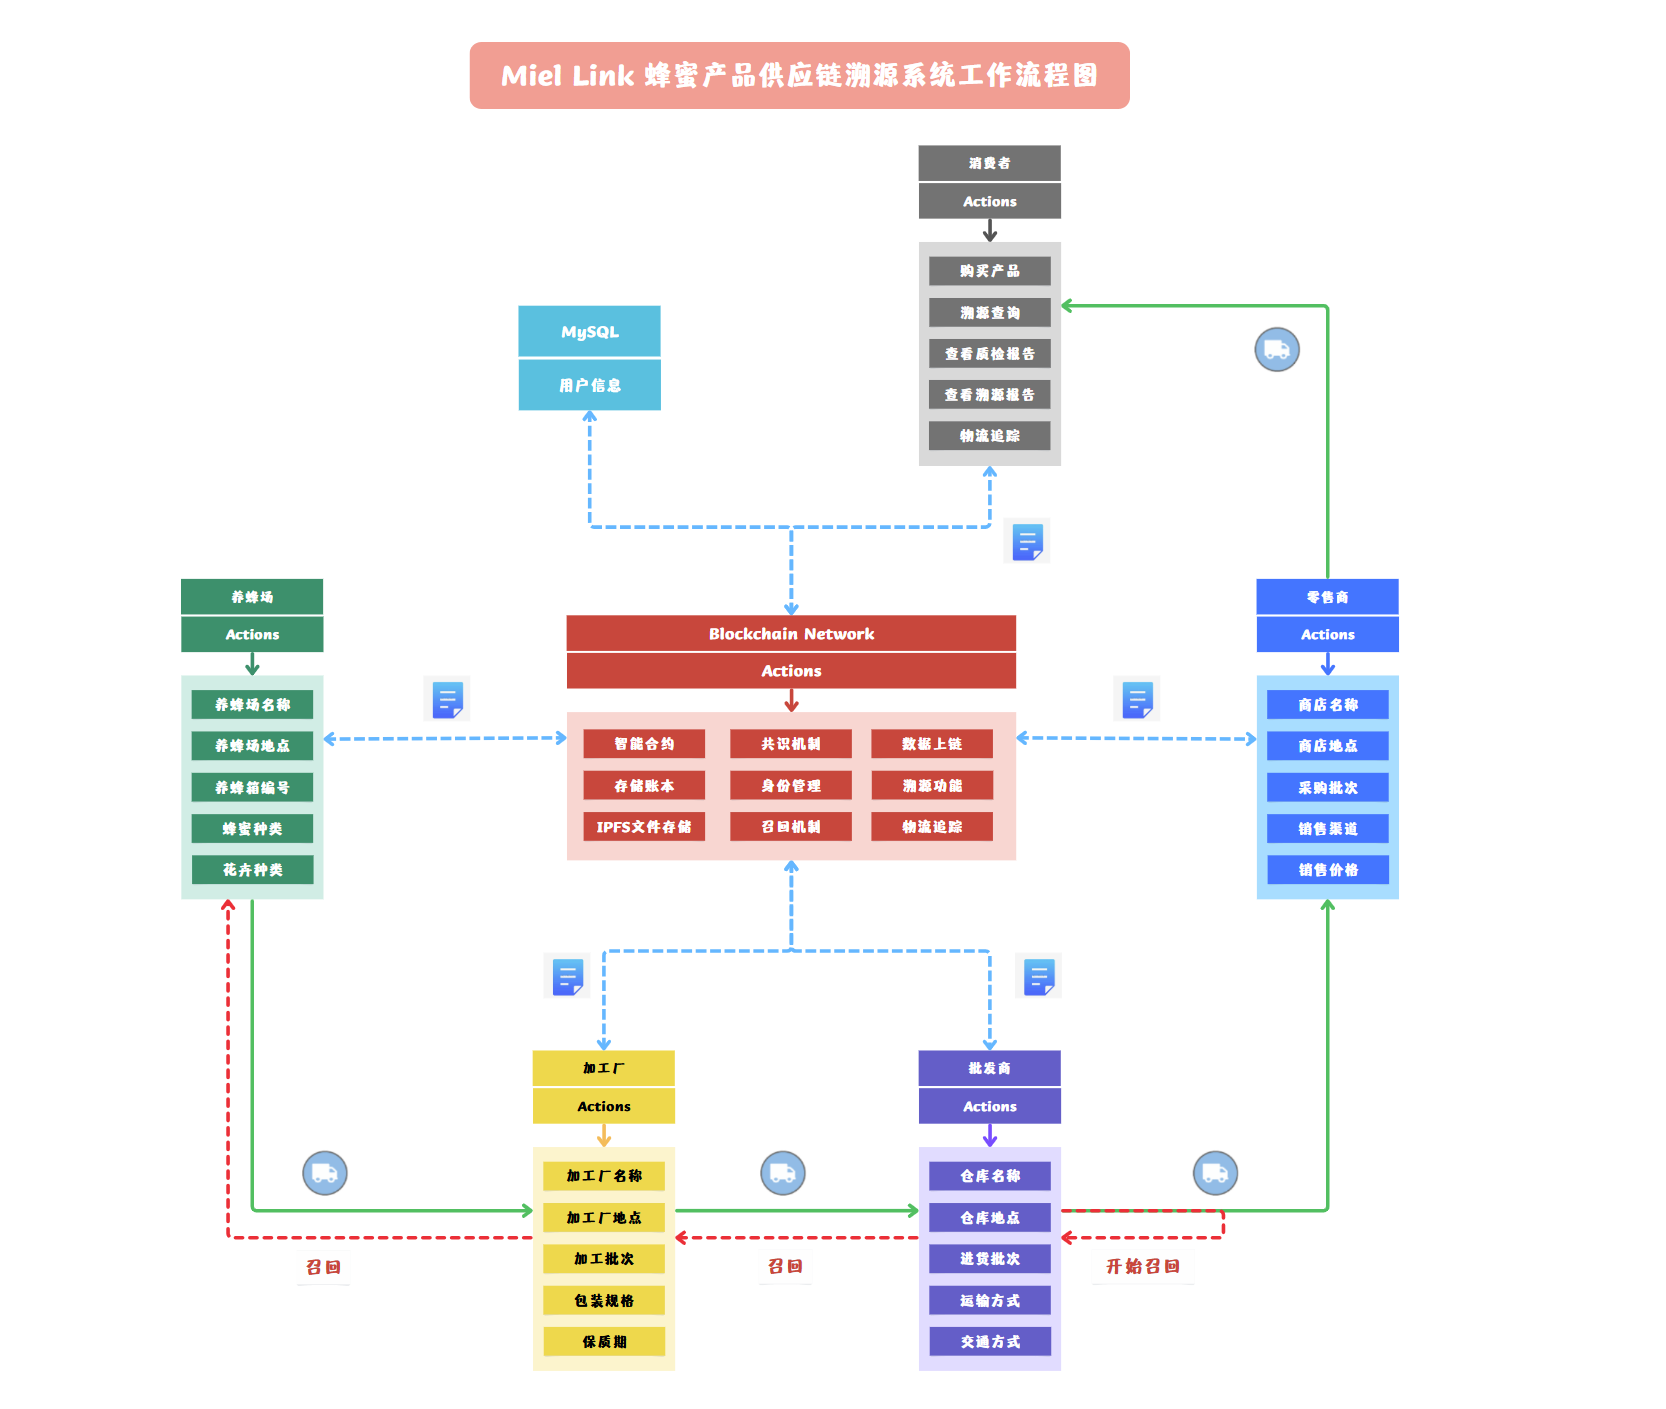 Miel Link 蜂蜜产品供应链溯源系统工作流程图
消费者
Actions
购买产品
溯源查询
查看质检报告
查看溯源报告
物流追踪
MySQL
用户信息
养蜂场
Actions
养蜂场名称
养蜂场地点
养蜂箱编号
蜂蜜种类
花卉种类
Blockchain Network
Actions
智能合约
共识机制
数据上链
存储账本
身份管理
溯源功能
IPFS文件存储
召回机制
物流追踪
零售商
Actions
商店名称
商店地点
采购批次
销售渠道
销售价格
加工厂
Actions
加工厂名称
加工厂地点
加工批次
包装规格
保质期
批发商
Actions
仓库名称
仓库地点
进货批次
运输方式
交通方式
召回
召回
开始召回